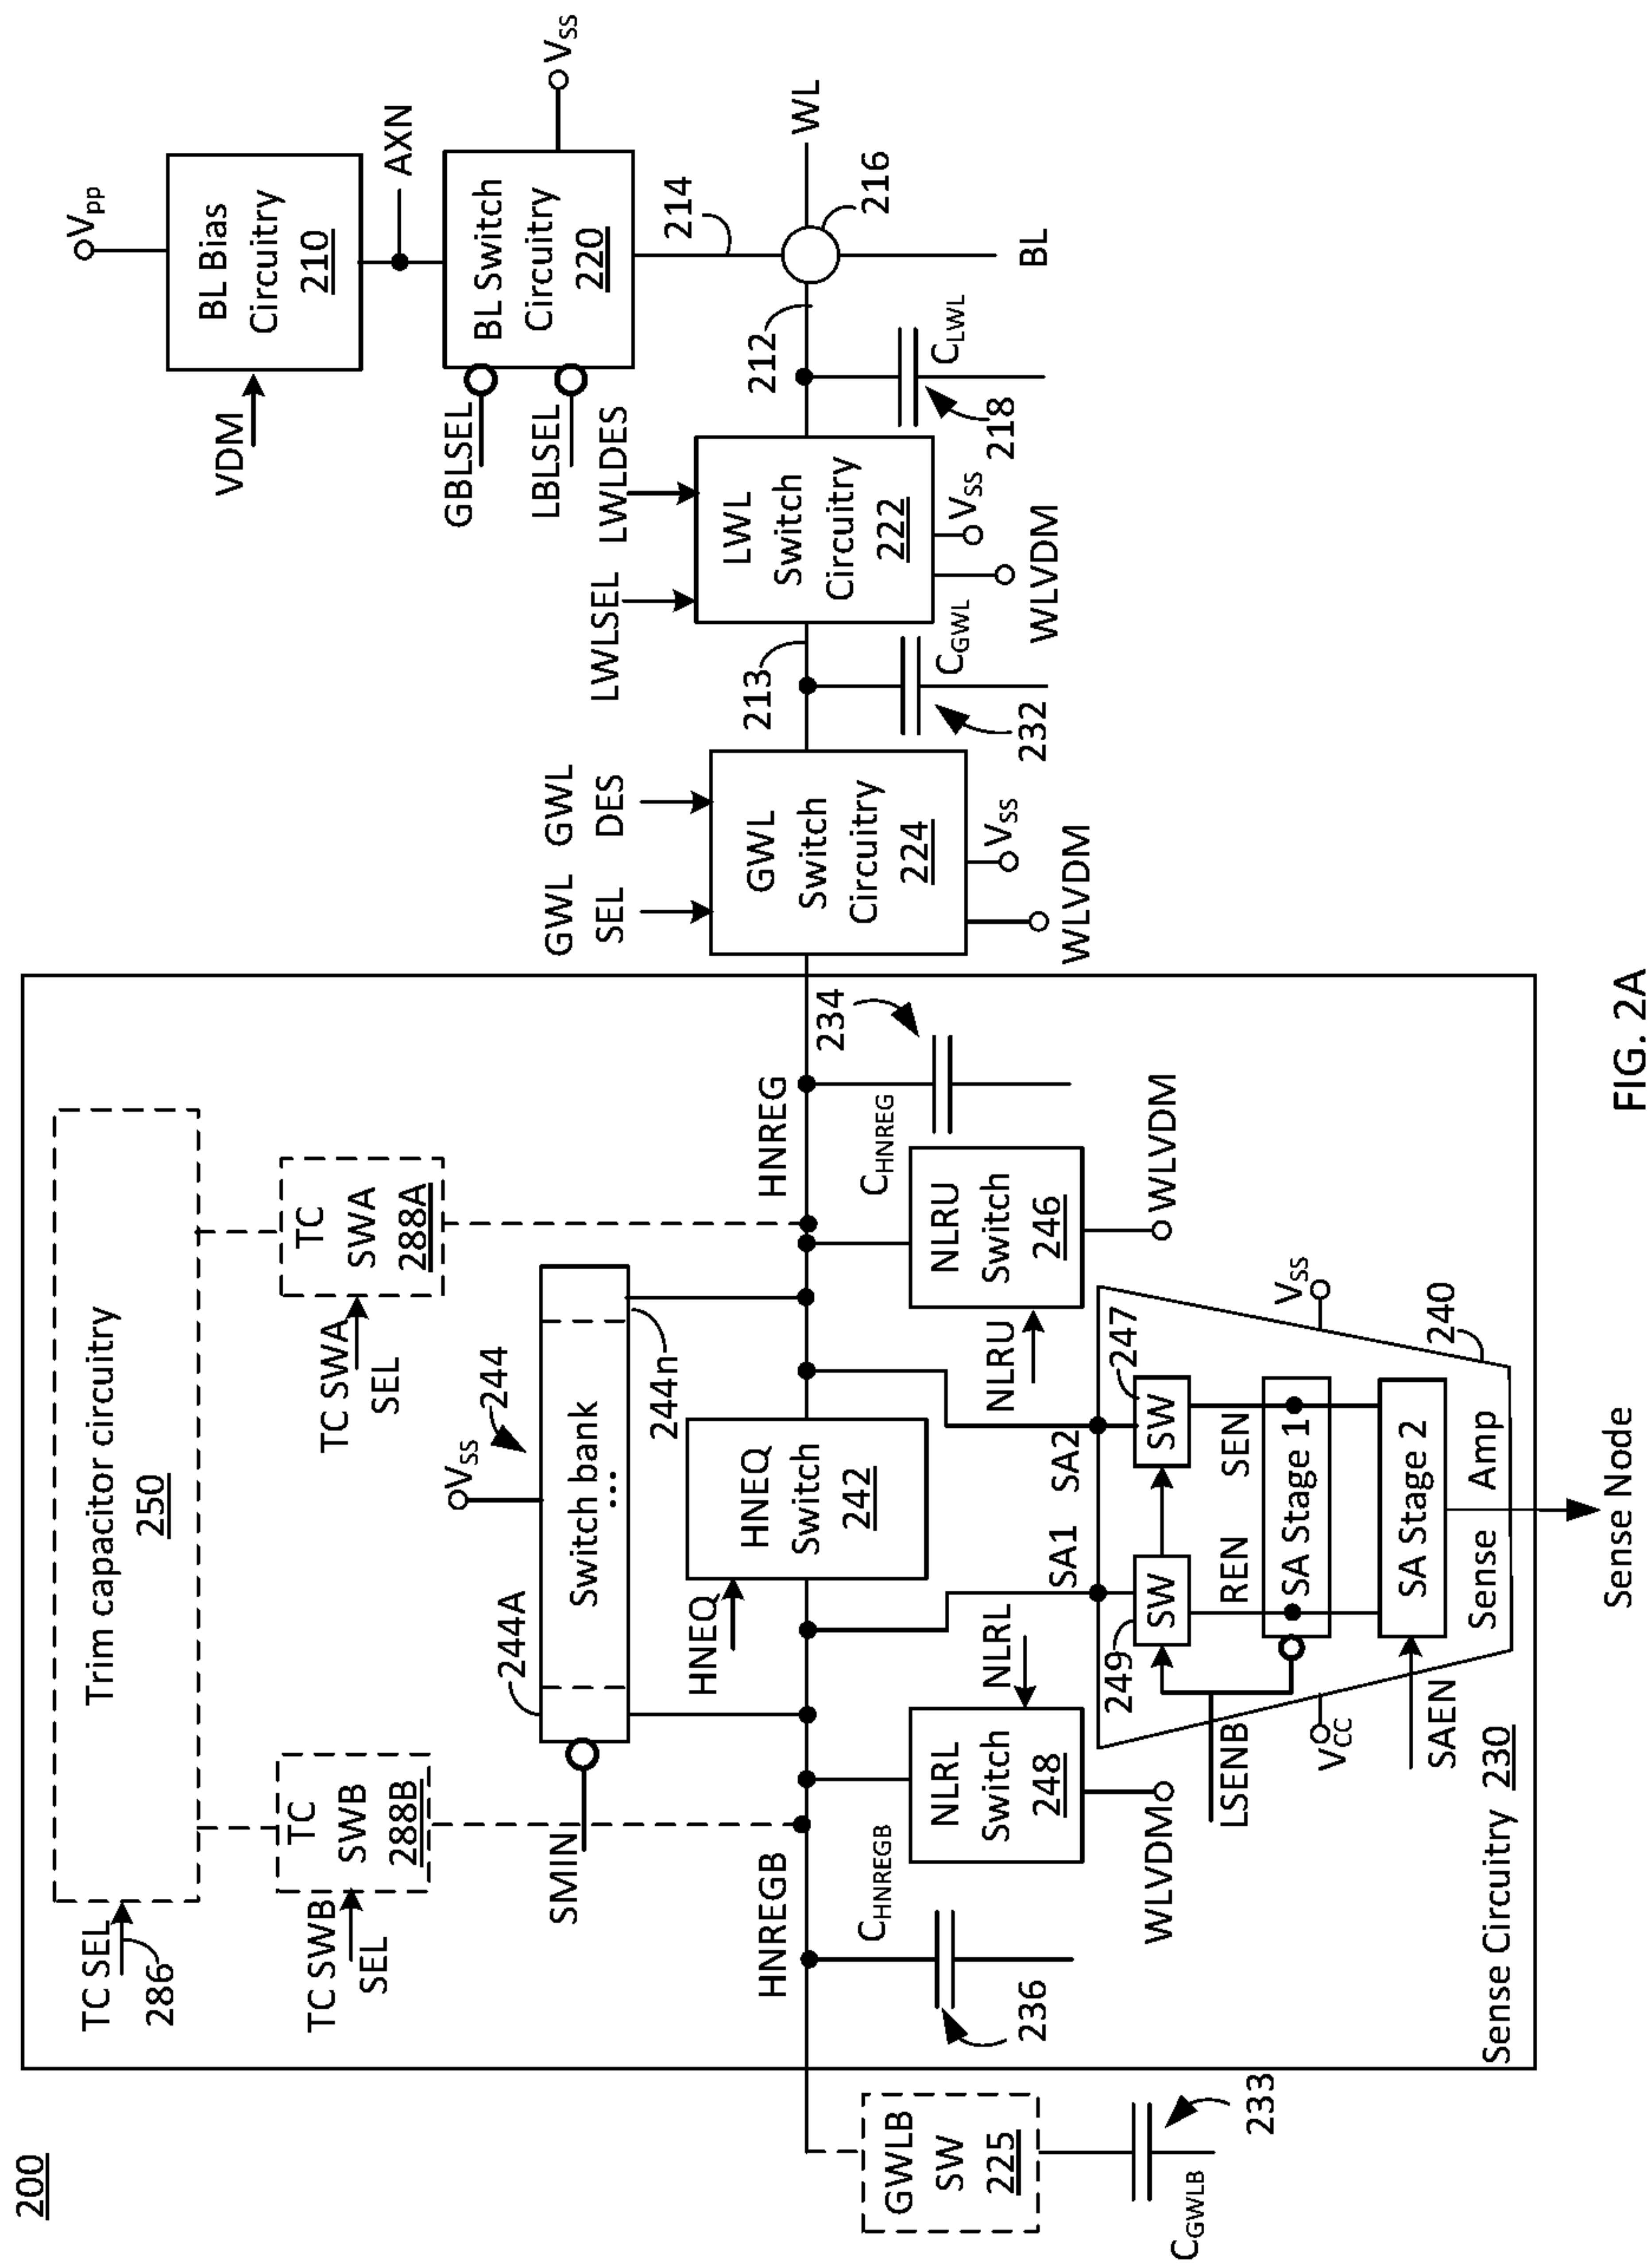 200
GWLB
SW
225
CGWLB
233
TC SEL
286
Trim capacitor circuitry
250
TC SWB
SEL
TC
SWB
288B
TC SWA
SEL
TC
SWA
288A
SMIN
244A
Switch bank
...
244
VSS
244n
HNREGB
HNEQ
HNEQ
Switch
242
HNREG
CHNREGB
236
NLRL
Switch
248
NLRL
WLVDM
SA1
SA2
NLRU
NLRU
Switch
246
WLVDM
CHNREG
234
249
SW
SW
247
REN
SEN
SA Stage 1
SA Stage 2
LSENB
VCC
SAEN
VSS
240
Sense Amp
Sense Circuitry 230
Sense Node
GWL
SEL
GWL
DES
GWL
Switch
Circuitry
224
WLVDM
VSS
213
CGWL
232
LWLSEL
LWLDES
LWL
Switch
Circuitry
222
WLVDM
VSS
212
CLWL
218
VPP
VDM
BL Bias
Circuitry
210
AXN
GBLSEL
LBLSEL
BL Switch
Circuitry
220
VSS
214
WL
216
BL
FIG. 2A